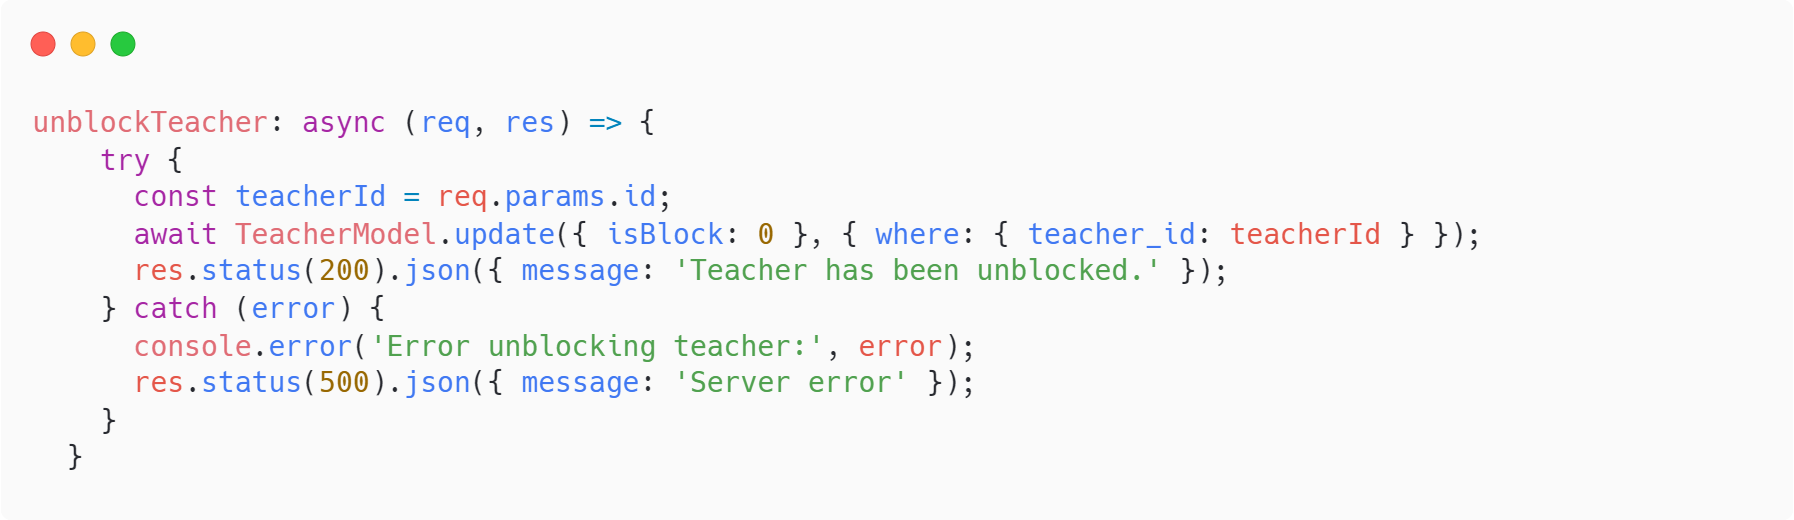 unblockTeacher: async (req, res) => {
    try {
      const teacherId = req.params.id;
      await TeacherModel.update({ isBlock: 0 }, { where: { teacher_id: teacherId } });
      res.status(200).json({ message: 'Teacher has been unblocked.' });
    } catch (error) {
      console.error('Error unblocking teacher:', error);
      res.status(500).json({ message: 'Server error' });
    }
  }